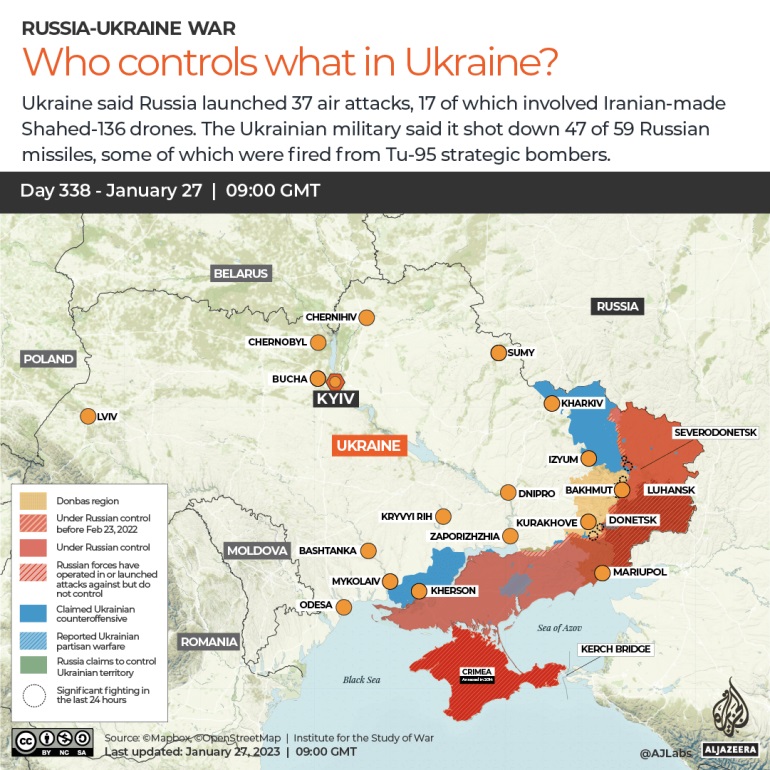 RUSSIA-UKRAINE WAR
Who controls what in Ukraine?
Ukraine said Russia launched 37 air attacks, 17 of which involved Iranian-made
Shahed-136 drones. The Ukrainian military said it shot down 47 of 59 Russian
missiles, some of which were fired from Tu-95 strategic bombers.
Day 338 - January 27 | 09:00 GMT
BELARUS
RUSSIA
CHERNIHIV
CHERNOBYL
SUMY
POLAND
BUCHA
KYIV
KHARKIV
LVIV
SEVERODONETSK
UKRAINE
IZYUM
BAKHMUT
LUHANSK
DNIPRO
KRYVYI RIH
KURAKHOVE
DONETSK
ZAPORIZHZHIA
MOLDOVA
BASHTANKA
MARIUPOL
MYKOLAIV
KHERSON
ODESA
ROMANIA
Sea of Azov
KERCH BRIDGE
CRIMEA
Annexed in 2014
Black Sea
Donbas region
Under Russian control
before Feb 23, 2022
Under Russian control
Russian forces have
operated in or launched
attacks against but do
not control
Claimed Ukrainian
counteroffensive
Reported Ukrainian
partisan warfare
Russia claims to control
Ukrainian territory
Significant fighting in
the last 24 hours
cc BY NC SA
Source: ©Mapbox, ©OpenStreetMap | Institute for the Study of War
Last updated: January 27, 2023 | 09:00 GMT
@AJLabs
ALJAZEERA